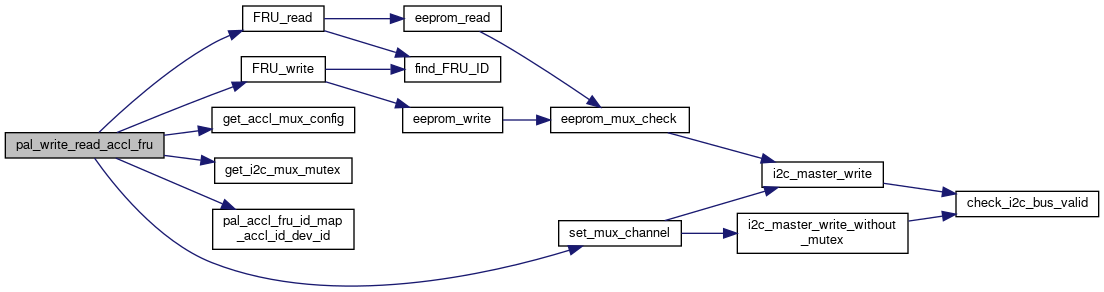 FRU_read
eeprom_read
find_FRU_ID
FRU_write
get_accl_mux_config
eeprom_write
eeprom_mux_check
pal_write_read_accl_fru
get_i2c_mux_mutex
i2c_master_write
check_i2c_bus_valid
pal_accl_fru_id_map
_accl_id_dev_id
set_mux_channel
i2c_master_write_without
_mutex